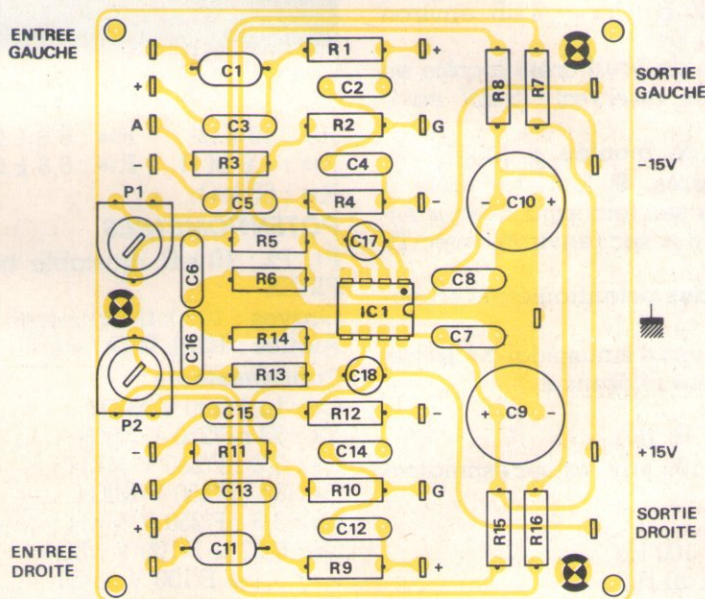 ENTREE
GAUCHE
C1
R1
+
R8
R7
SORTIE
GAUCHE
+
C2
A
C3
R2
G
-
R3
C4
-15V
C5
R4
-
P1
C10
- +
R5
C17
C6
R6
C8
IC1
C16
R14
C7
R13
C18
C9
+ -
P2
C15
R12
-
-
R11
C14
+15V
A
C13
R10
G
+
C12
R15
R16
SORTIE
DROITE
ENTREE
DROITE
C11
R9
+